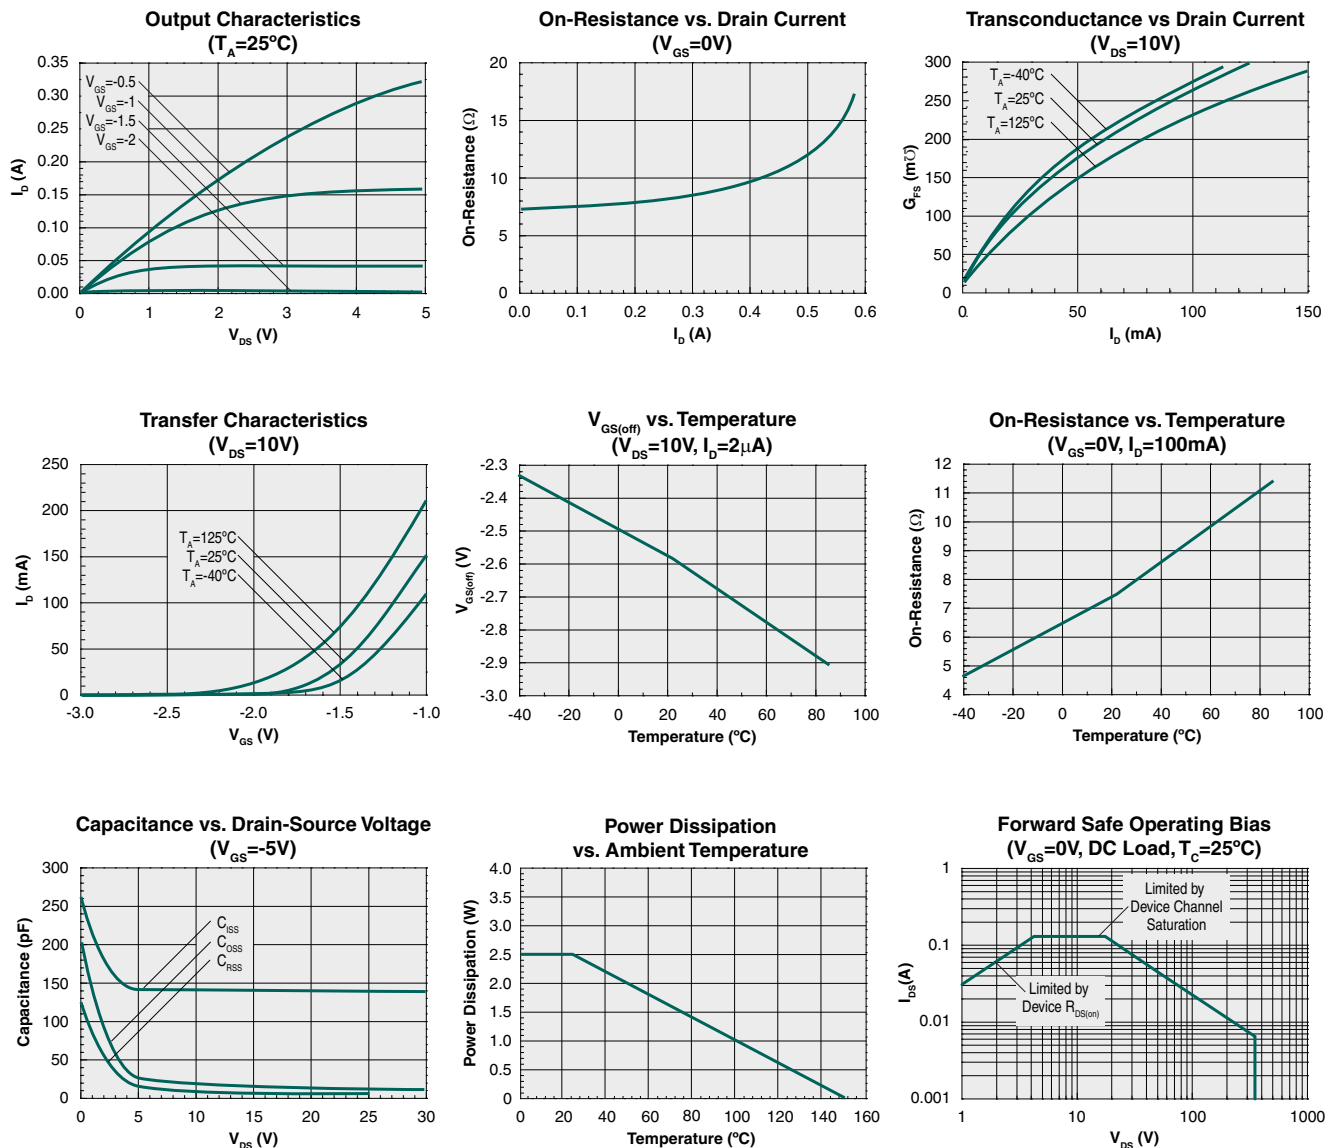 Output Characteristics
(TA=25ºC)
ID (A)
0.35
0.30
0.25
0.20
0.15
0.10
0.05
0.00
VGS=-0.5
VGS=-1
VGS=-1.5
VGS=-2
0 1 2 3 4 5
VDS (V)
On-Resistance vs. Drain Current
(VGS=0V)
On-Resistance (Ω)
20
15
10
5
0
0.0 0.1 0.2 0.3 0.4 0.5 0.6
ID (A)
Transconductance vs Drain Current
(VDS=10V)
GFS (m℧)
300
250
200
150
100
50
0
TA=-40ºC
TA=25ºC
TA=125ºC
0 50 100 150
ID (mA)
Transfer Characteristics
(VDS=10V)
ID (mA)
250
200
150
100
50
0
TA=125ºC
TA=25ºC
TA=-40ºC
-3.0 -2.5 -2.0 -1.5 -1.0
VGS (V)
VGS(off) vs. Temperature
(VDS=10V, ID=2μA)
VGS(off) (V)
-2.3
-2.4
-2.5
-2.6
-2.7
-2.8
-2.9
-3.0
-40 -20 0 20 40 60 80 100
Temperature (ºC)
On-Resistance vs. Temperature
(VGS=0V, ID=100mA)
On-Resistance (Ω)
12
11
10
9
8
7
6
5
4
-40 -20 0 20 40 60 80 100
Temperature (ºC)
Capacitance vs. Drain-Source Voltage
(VGS=-5V)
Capacitance (pF)
300
250
200
150
100
50
0
CISS
COSS
CRSS
0 5 10 15 20 25 30
VDS (V)
Power Dissipation
vs. Ambient Temperature
Power Dissipation (W)
4.0
3.5
3.0
2.5
2.0
1.5
1.0
0.5
0.0
0 20 40 60 80 100 120 140 160
Temperature (ºC)
Forward Safe Operating Bias
(VGS=0V, DC Load, TC=25ºC)
IDS(A)
1
0.1
0.01
0.001
Limited by
Device Channel
Saturation
Limited by
Device RDS(on)
1 10 100 1000
VDS (V)